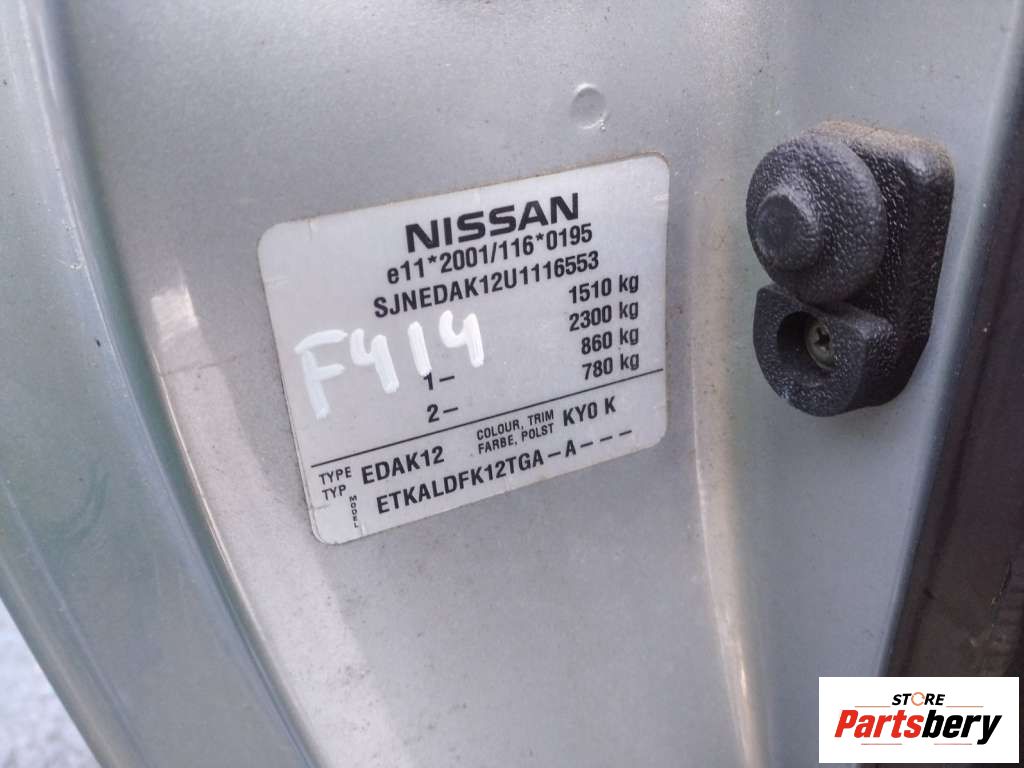 NISSAN
e11*2001/116*0195
SJNEDAK12U1116553
1510 kg
2300 kg
1– 860 kg
2– 780 kg
F414
TYPE EDAK12 COLOUR, TRIM KY0 K
TYP FARBE, POLST
MODEL ETKALDFK12TGA–A–––
STORE
Partsbery